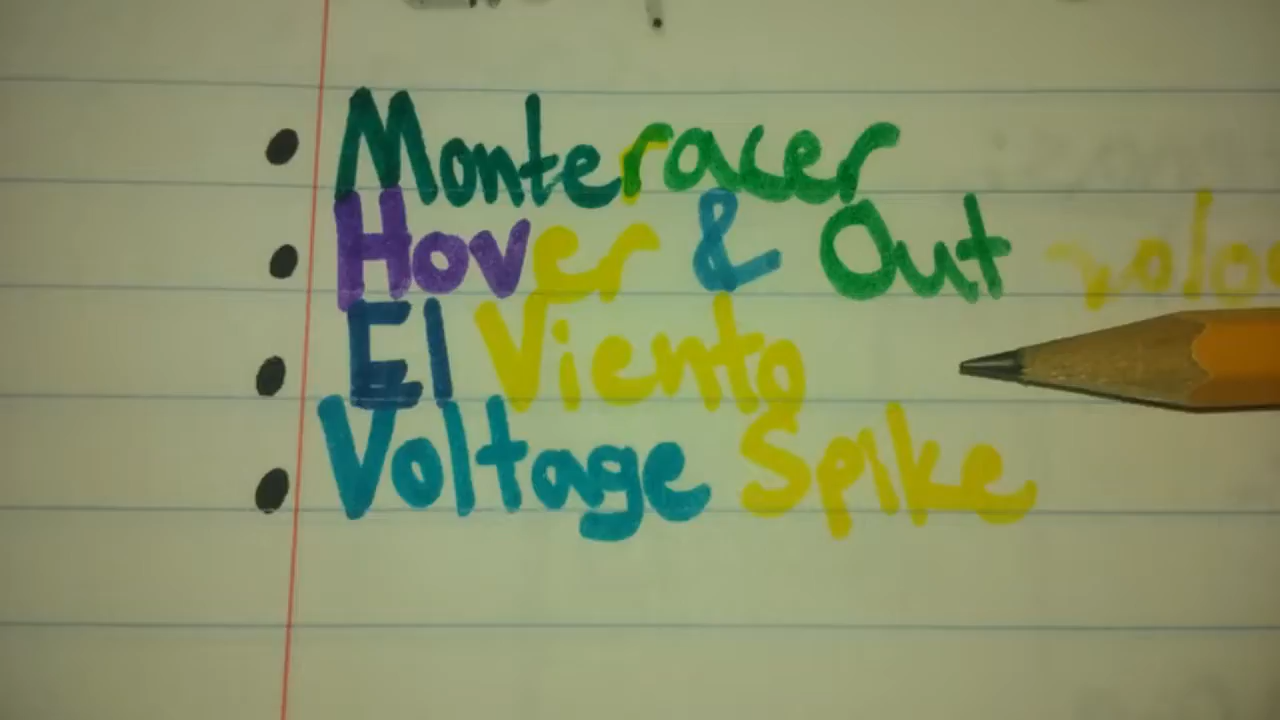 • Monteracer
• Hover & Out
• El Viento
• Voltage Spike